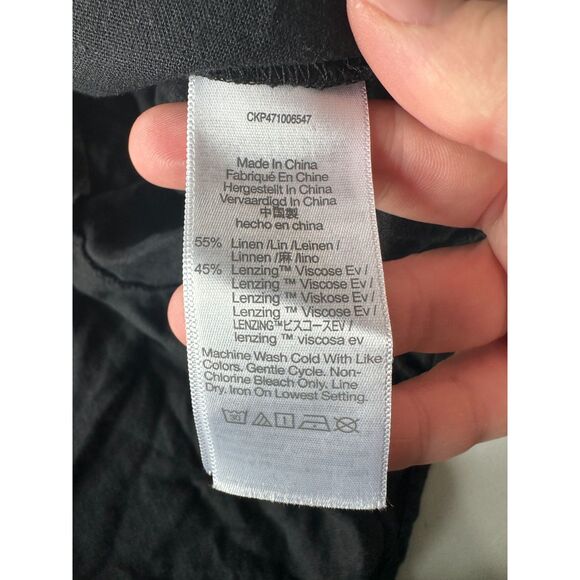 CKP471006547
Made In China
Fabriqué En Chine
Hergestellt in China
Vervaardigd In China
中国製
hecho en china
55% Linen /Lin /Leinen /
Linnen /麻 /lino
45% Lenzing™ Viscose Ev /
Lenzing ™ Viscose Ev /
Lenzing ™ Viskose Ev /
Lenzing ™ Viscose Ev /
LENZING™ビスコースEV /
lenzing ™ viscosa ev
Machine Wash Cold With Like
Colors. Gentle Cycle. Non-
Chlorine Bleach Only. Line
Dry. Iron On Lowest Setting.